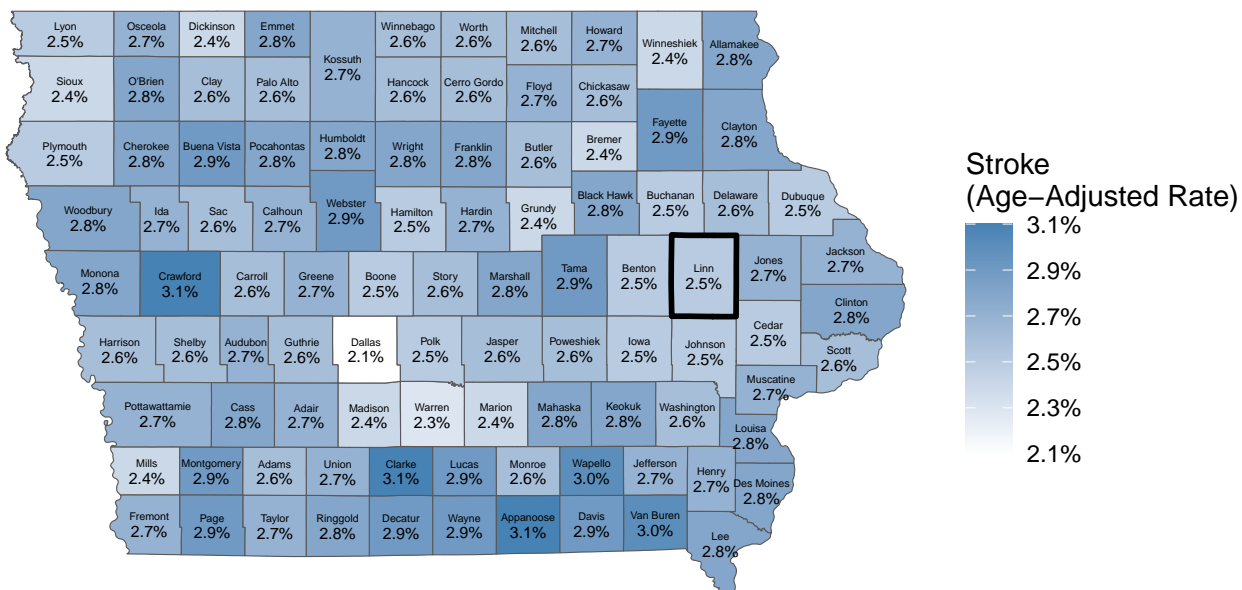 Lyon
2.5%
Osceola
2.7%
Dickinson
2.4%
Emmet
2.8%
Kossuth
2.7%
Winnebago
2.6%
Worth
2.6%
Mitchell
2.6%
Howard
2.7%
Winneshiek
2.4%
Allamakee
2.8%
Sioux
2.4%
O'Brien
2.8%
Clay
2.6%
Palo Alto
2.6%
Hancock
2.6%
Cerro Gordo
2.6%
Floyd
2.7%
Chickasaw
2.6%
Fayette
2.9%
Clayton
2.8%
Plymouth
2.5%
Cherokee
2.8%
Buena Vista
2.9%
Pocahontas
2.8%
Humboldt
2.8%
Wright
2.8%
Franklin
2.8%
Butler
2.6%
Bremer
2.4%
Woodbury
2.8%
Ida
2.7%
Sac
2.6%
Calhoun
2.7%
Webster
2.9%
Hamilton
2.5%
Hardin
2.7%
Grundy
2.4%
Black Hawk
2.8%
Buchanan
2.5%
Delaware
2.6%
Dubuque
2.5%
Monona
2.8%
Crawford
3.1%
Carroll
2.6%
Greene
2.7%
Boone
2.5%
Story
2.6%
Marshall
2.8%
Tama
2.9%
Benton
2.5%
Linn
2.5%
Jones
2.7%
Jackson
2.7%
Clinton
2.8%
Harrison
2.6%
Shelby
2.6%
Audubon
2.7%
Guthrie
2.6%
Dallas
2.1%
Polk
2.5%
Jasper
2.6%
Poweshiek
2.6%
Iowa
2.5%
Johnson
2.5%
Cedar
2.5%
Scott
2.6%
Muscatine
2.7%
Pottawattamie
2.7%
Cass
2.8%
Adair
2.7%
Madison
2.4%
Warren
2.3%
Marion
2.4%
Mahaska
2.8%
Keokuk
2.8%
Washington
2.6%
Louisa
2.8%
Mills
2.4%
Montgomery
2.9%
Adams
2.6%
Union
2.7%
Clarke
3.1%
Lucas
2.9%
Monroe
2.6%
Wapello
3.0%
Jefferson
2.7%
Henry
2.7%
Des Moines
2.8%
Fremont
2.7%
Page
2.9%
Taylor
2.7%
Ringgold
2.8%
Decatur
2.9%
Wayne
2.9%
Appanoose
3.1%
Davis
2.9%
Van Buren
3.0%
Lee
2.8%
Stroke
(Age−Adjusted Rate)
3.1%
2.9%
2.7%
2.5%
2.3%
2.1%